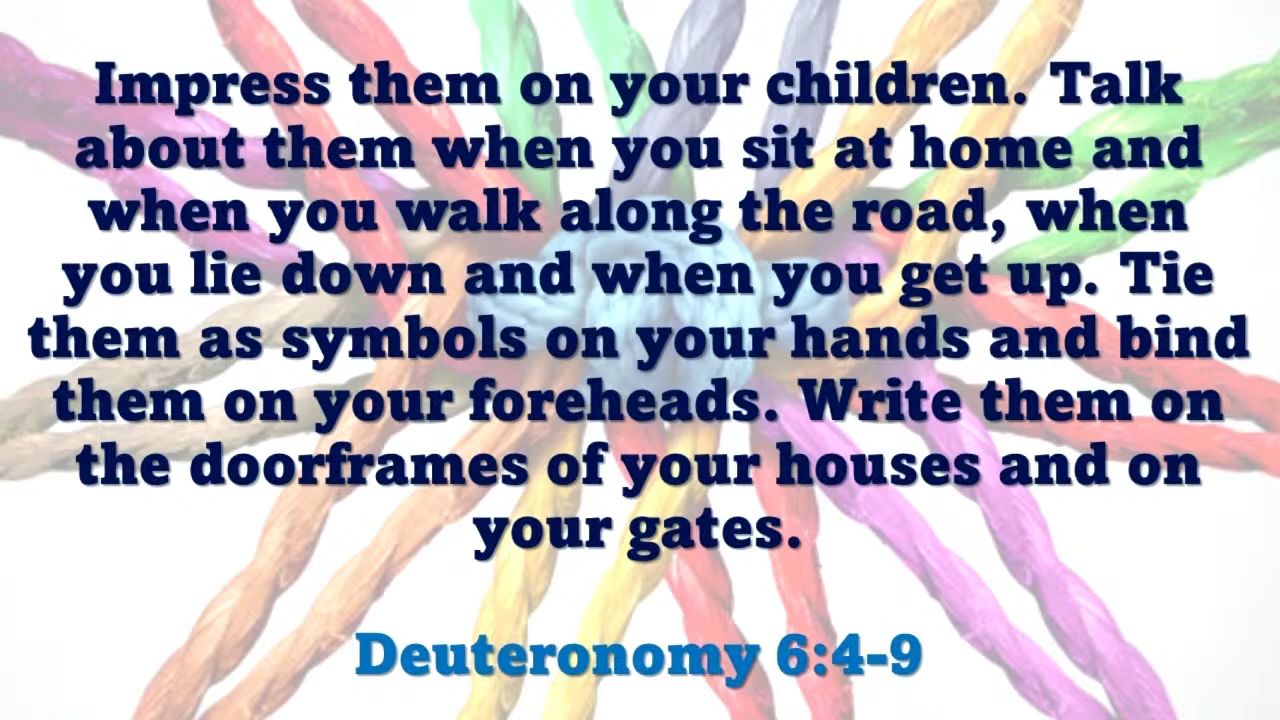 Impress them on your children. Talk
about them when you sit at home and
when you walk along the road, when
you lie down and when you get up. Tie
them as symbols on your hands and bind
them on your foreheads. Write them on
the doorframes of your houses and on
your gates.
Deuteronomy 6:4-9